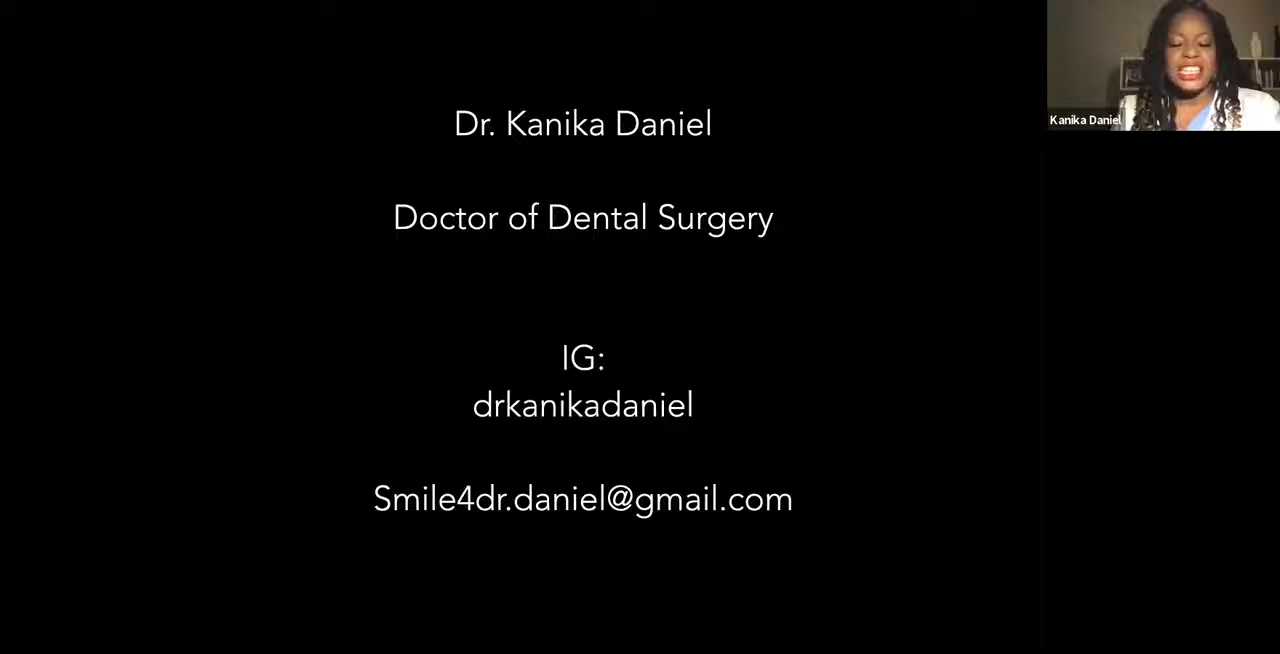 Dr. Kanika Daniel
Doctor of Dental Surgery
IG:
drkanikadaniel
Smile4dr.daniel@gmail.com
Kanika Daniel